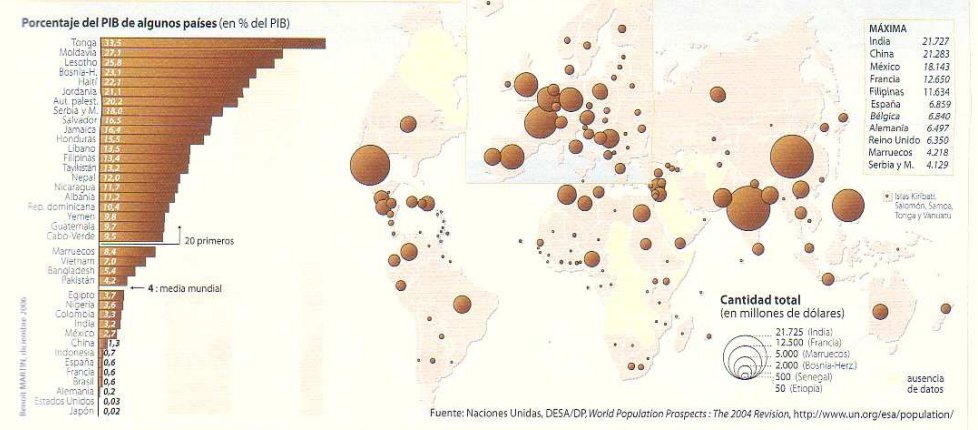 Porcentaje del PIB de algunos países (en % del PIB)
Tonga 33,5
Moldavia 27,1
Lesotho 25,8
Bosnia-H. 23,1
Haití 22,1
Jordania 21,1
Aut. palest. 20,2
Serbia y M. 18,0
Salvador 16,5
Jamaica 16,4
Honduras 15,5
Líbano 13,5
Filipinas 13,4
Tayikistán 13,2
Nepal 12,0
Nicaragua 11,7
Albania 11,2
Rep. dominicana 10,4
Yemen 9,8
Guatemala 9,7
Cabo-Verde 9,5
20 primeros
Marruecos 8,4
Vietnam 7,0
Bangladesh 5,4
Pakistán 4,2
4 : media mundial
Egipto 3,7
Nigeria 3,6
Colombia 3,3
India 3,2
México 2,7
China 1,3
Indonesia 0,7
España 0,6
Francia 0,6
Brasil 0,6
Alemania 0,2
Estados Unidos 0,03
Japón 0,02
Benoît MARTIN, diciembre 2006
MÁXIMA
India 21.727
China 21.283
México 18.143
Francia 12.650
Filipinas 11.634
España 6.859
Bélgica 6.840
Alemania 6.497
Reino Unido 6.350
Marruecos 4.218
Serbia y M. 4.129
Islas Kiribati,
Salomón, Samoa,
Tonga y Vanuatu
Cantidad total
(en millones de dólares)
21.725 (India)
12.500 (Francia)
5.000 (Marruecos)
2.000 (Bosnia-Herz.)
500 (Senegal)
50 (Etiopía)
ausencia
de datos
Fuente: Naciones Unidas, DESA/DP, World Population Prospects : The 2004 Revision, http://www.un.org/esa/population/